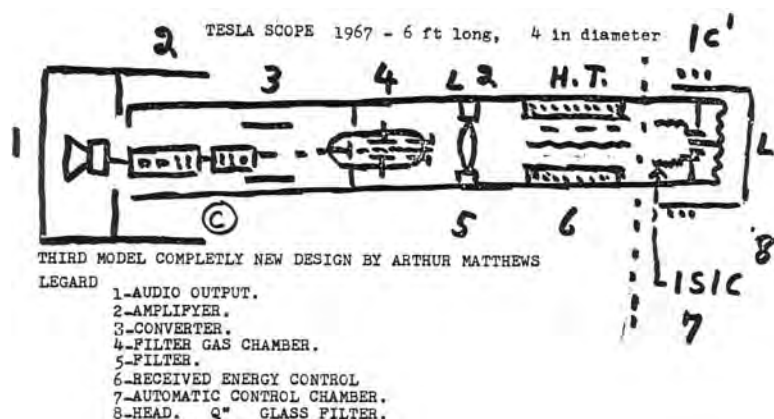 TESLA SCOPE 1967 - 6 ft long, 4 in diameter
2 3 4 L2 H.T. 1C'
1 L
C 5 6 8
1S1C
7
THIRD MODEL COMPLETLY NEW DESIGN BY ARTHUR MATTHEWS
LEGARD
1-AUDIO OUTPUT.
2-AMPLIFYER.
3-CONVERTER.
4-FILTER GAS CHAMBER.
5-FILTER.
6-RECEIVED ENERGY CONTROL
7-AUTOMATIC CONTROL CHAMBER.
8-HEAD. Q" GLASS FILTER.